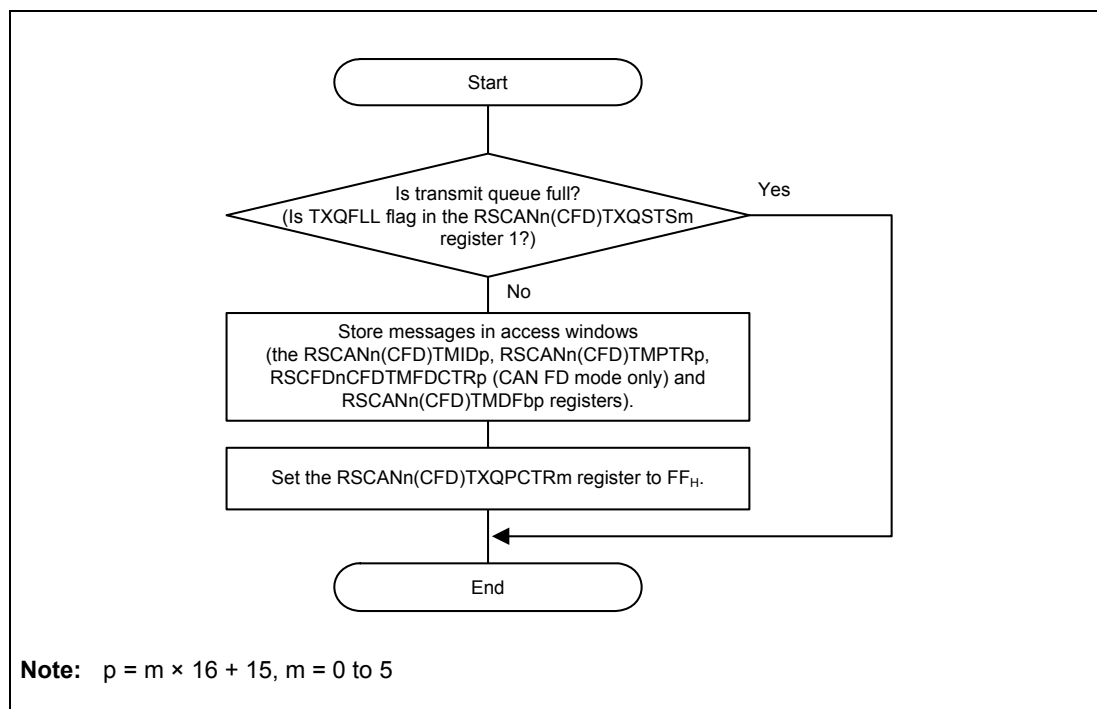 Start
Is transmit queue full?
(Is TXQFLL flag in the RSCANn(CFD)TXQSTSm
register 1?)
Yes
No
Store messages in access windows
(the RSCANn(CFD)TMIDp, RSCANn(CFD)TMPTRp,
RSCFDnCFDTMFDCTRp (CAN FD mode only) and
RSCANn(CFD)TMDFbp registers).
Set the RSCANn(CFD)TXQPCTRm register to FFH.
End
Note: p = m × 16 + 15, m = 0 to 5